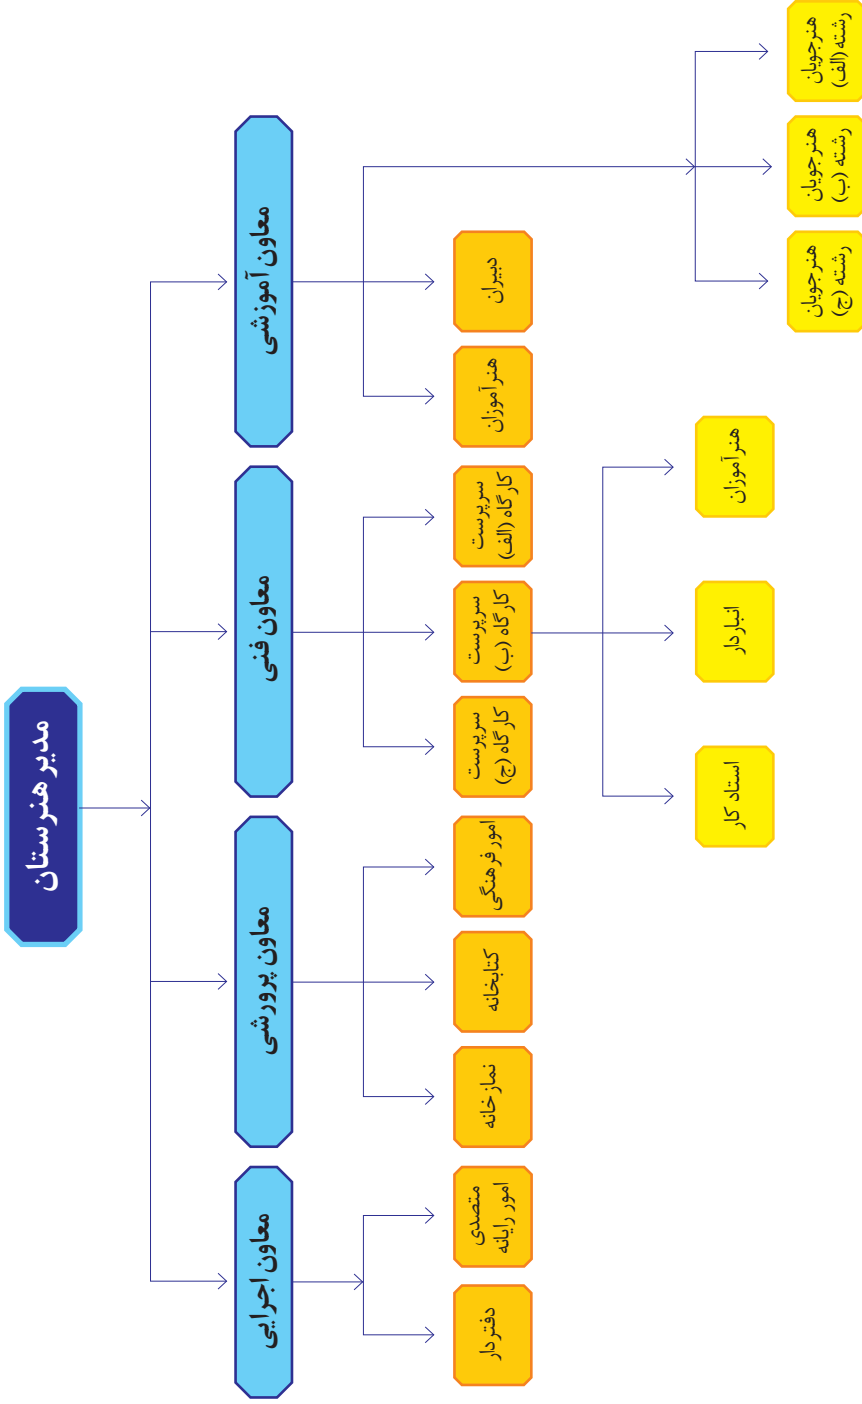 مدیر هنرستان
معاون آموزشی
معاون فنی
معاون پرورشی
معاون اجرایی
دبیران
هنرآموزان
سرپرست
کارگاه (الف)
سرپرست
کارگاه (ب)
سرپرست
کارگاه (ج)
امور فرهنگی
کتابخانه
نمازخانه
متصدی
امور رایانه
دفتردار
هنرآموزان
انباردار
استاد کار
هنرجویان
رشته (الف)
هنرجویان
رشته (ب)
هنرجویان
رشته (ج)